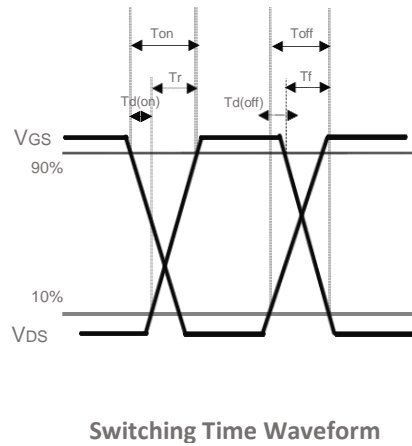 Ton Toff
Tr Tf
Td(on) Td(off)
VGS
90%
10%
VDS
Switching Time Waveform